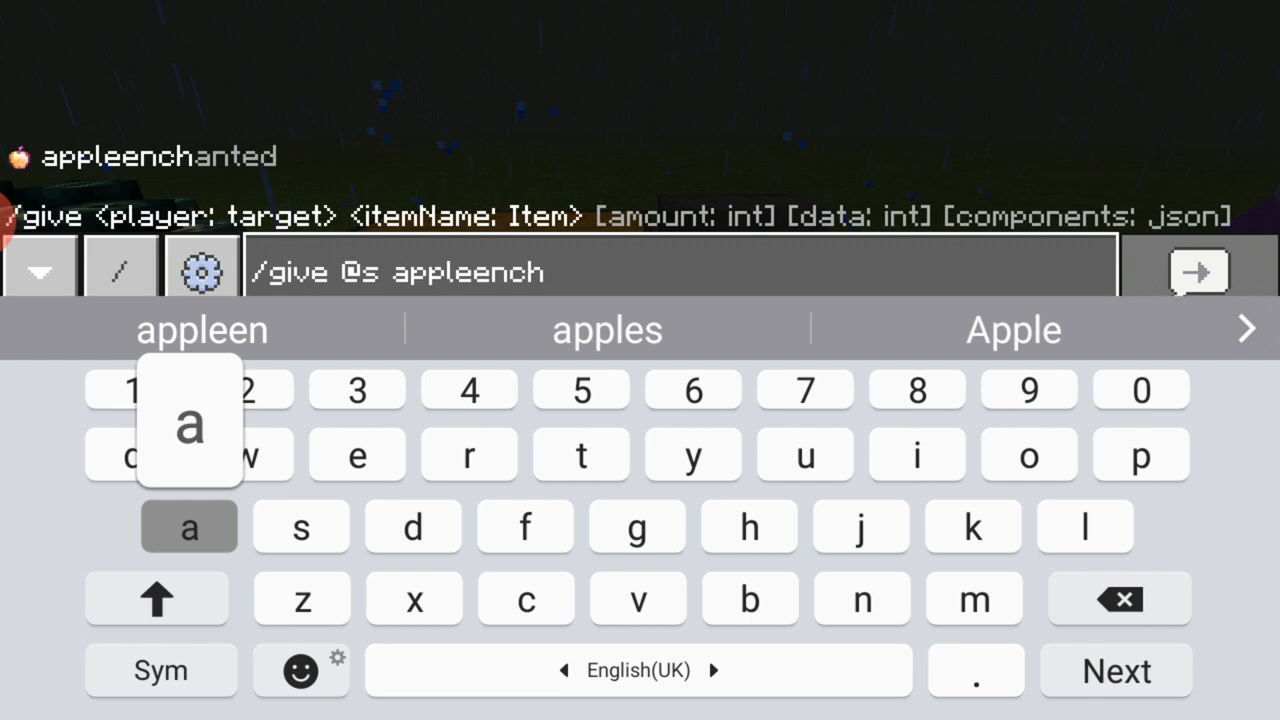 appleenchanted
/give <player: target> <itemName: Item> [amount: int] [data: int] [components: json]
/ /give @s appleench
appleen apples Apple
1 2 3 4 5 6 7 8 9 0
a
q w e r t y u i o p
a s d f g h j k l
z x c v b n m
Sym English(UK) . Next